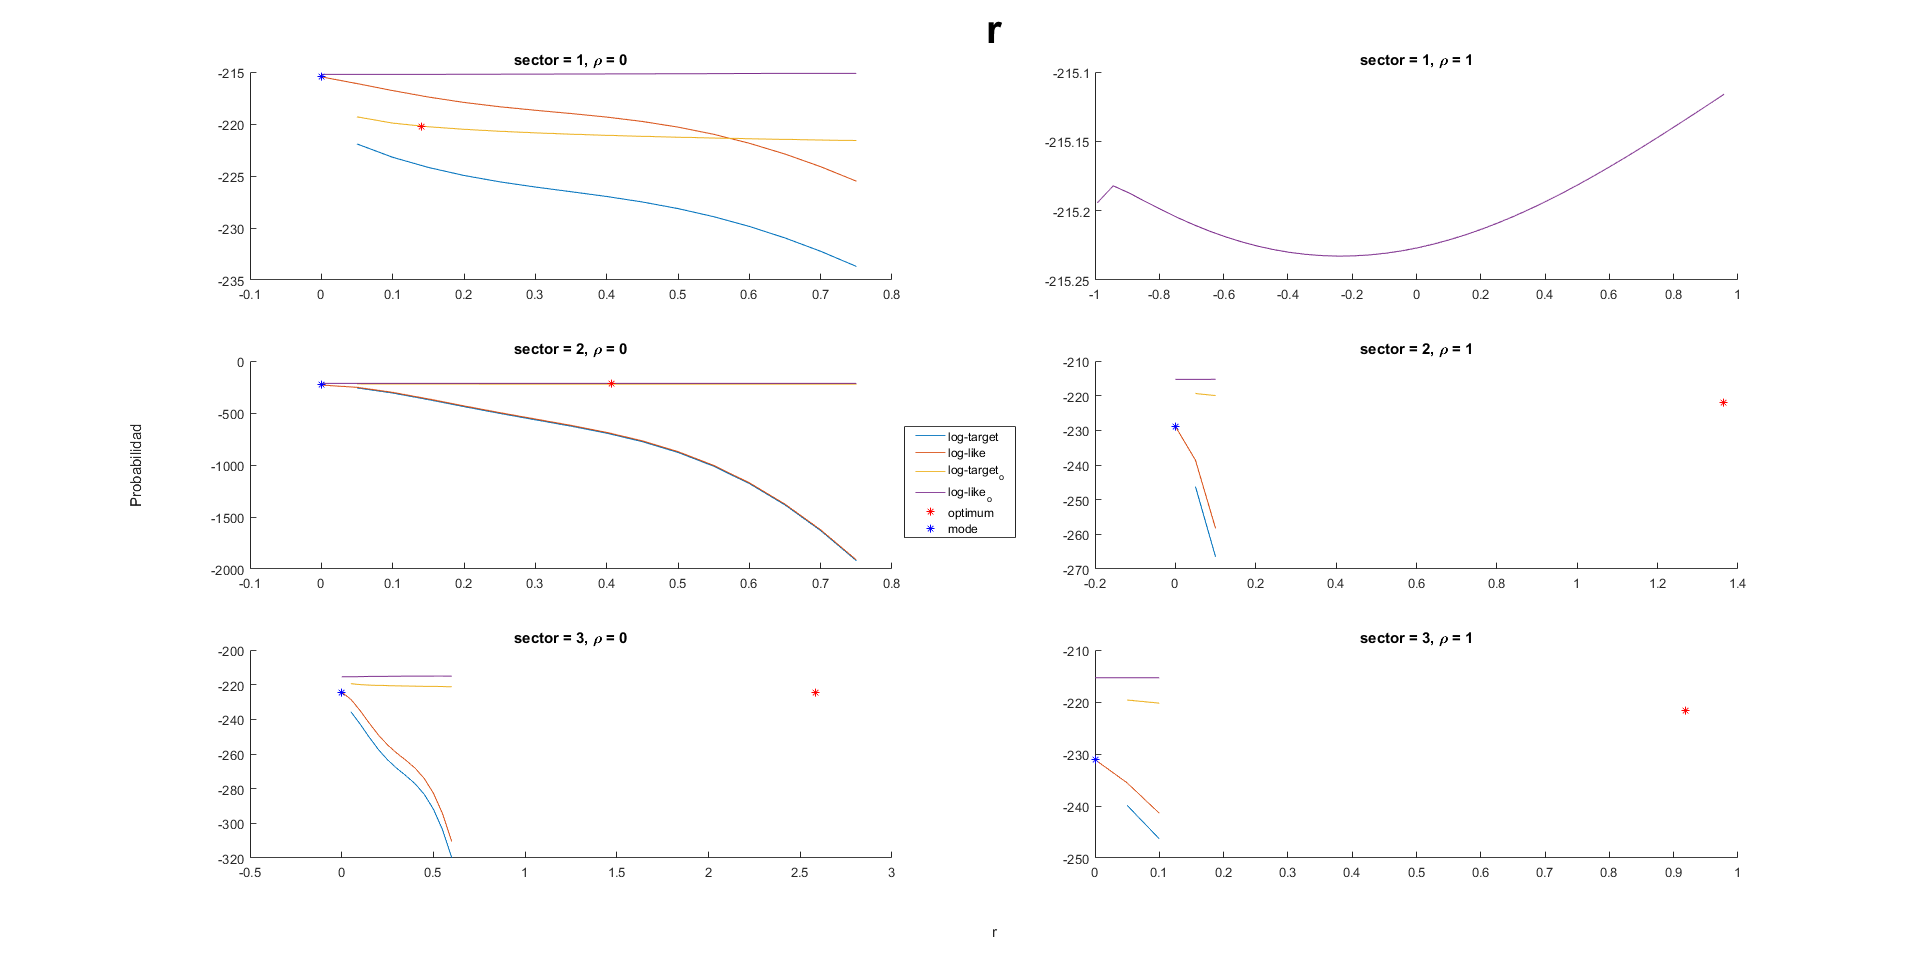 r
sector = 1, ρ = 0
-215
-220
-225
-230
-235
-0.1 0 0.1 0.2 0.3 0.4 0.5 0.6 0.7 0.8
sector = 1, ρ = 1
-215.1
-215.15
-215.2
-215.25
-1 -0.8 -0.6 -0.4 -0.2 0 0.2 0.4 0.6 0.8 1
Probabilidad
sector = 2, ρ = 0
0
-500
-1000
-1500
-2000
-0.1 0 0.1 0.2 0.3 0.4 0.5 0.6 0.7 0.8
log-target
log-like
log-target o
log-like o
optimum
mode
sector = 2, ρ = 1
-210
-220
-230
-240
-250
-260
-270
-0.2 0 0.2 0.4 0.6 0.8 1 1.2 1.4
sector = 3, ρ = 0
-200
-220
-240
-260
-280
-300
-320
-0.5 0 0.5 1 1.5 2 2.5 3
sector = 3, ρ = 1
-210
-220
-230
-240
-250
0 0.1 0.2 0.3 0.4 0.5 0.6 0.7 0.8 0.9 1
r